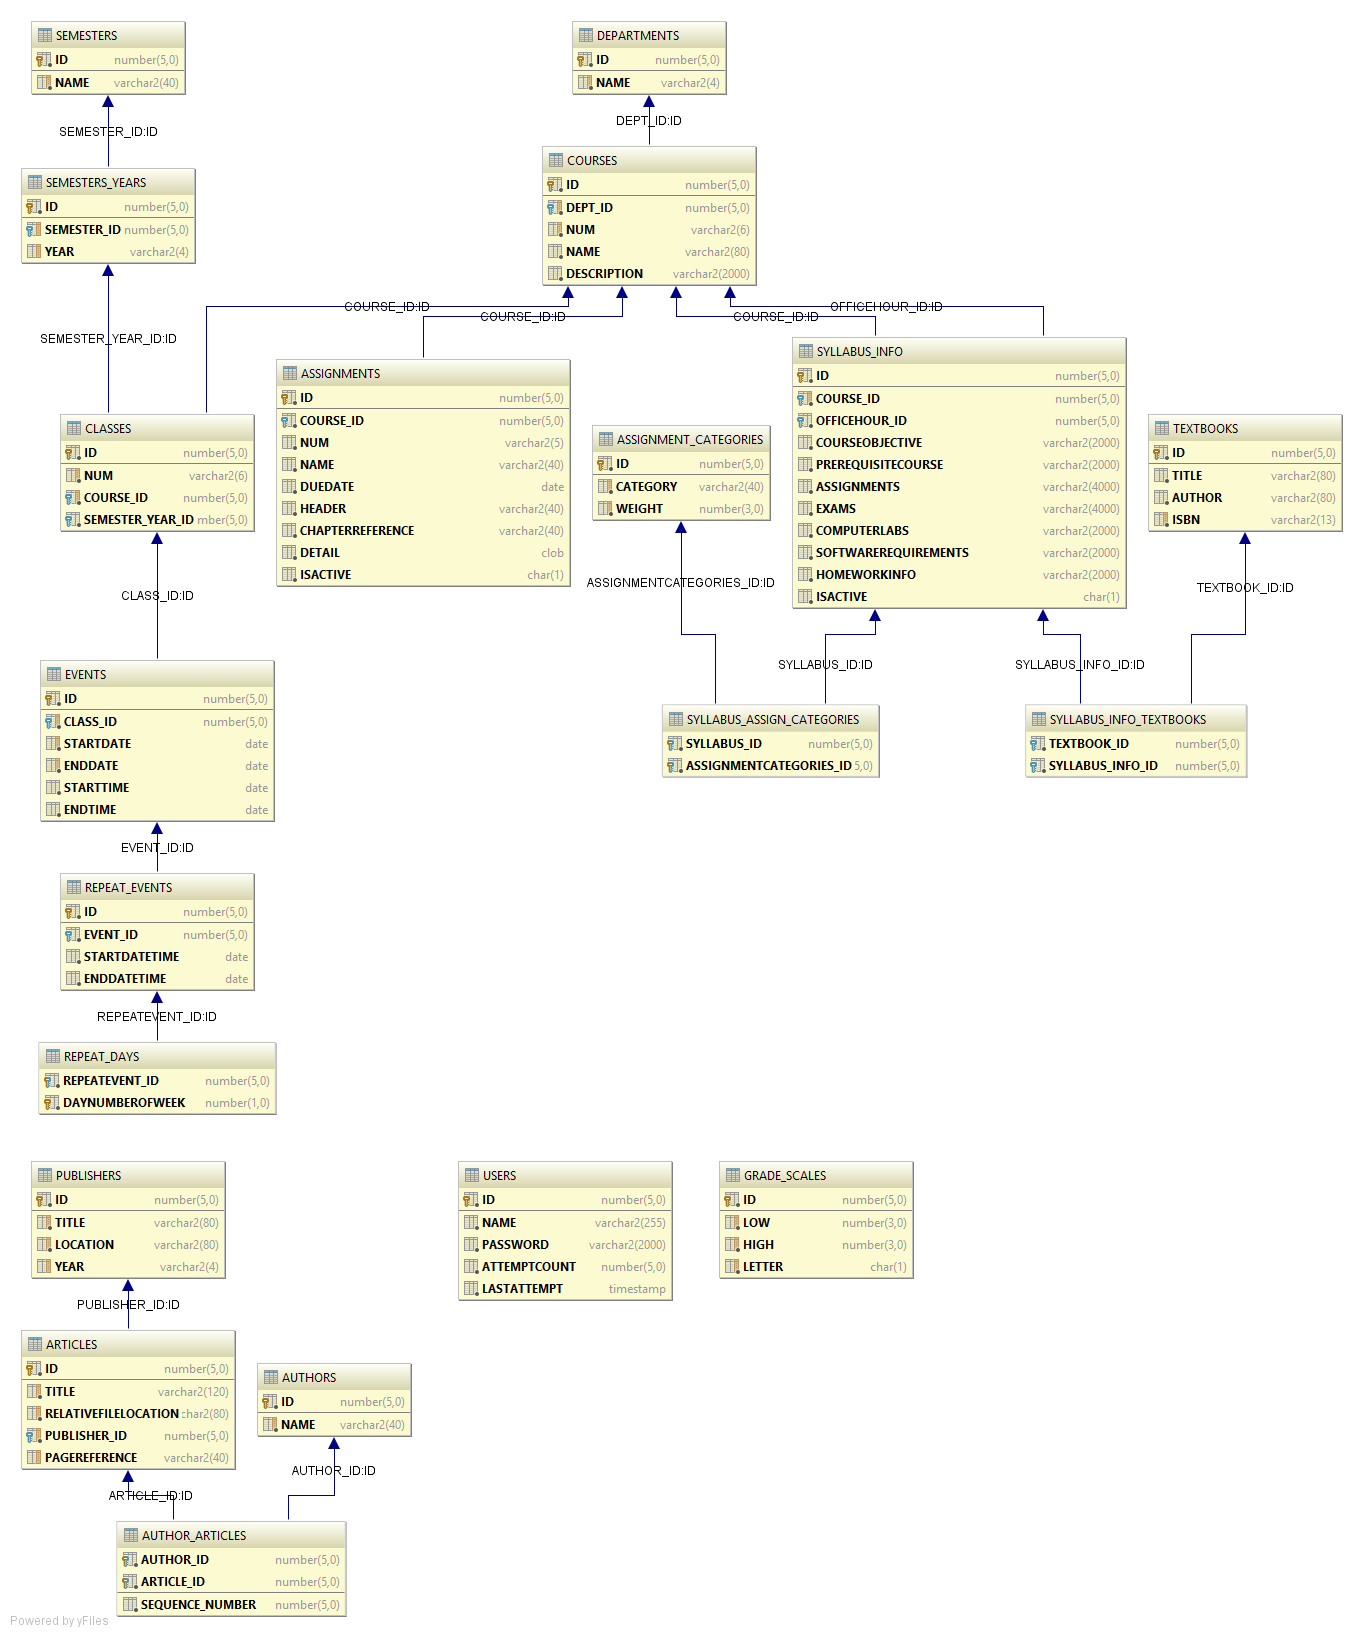 SEMESTERS
ID number(5,0)
NAME varchar2(40)
DEPARTMENTS
ID number(5,0)
NAME varchar2(4)
SEMESTER_ID:ID
DEPT_ID:ID
SEMESTERS_YEARS
ID number(5,0)
SEMESTER_ID number(5,0)
YEAR varchar2(4)
COURSES
ID number(5,0)
DEPT_ID number(5,0)
NUM varchar2(6)
NAME varchar2(80)
DESCRIPTION varchar2(2000)
SEMESTER_YEAR_ID:ID
COURSE_ID:ID
COURSE_ID:ID
COURSE_ID:ID
OFFICEHOUR_ID:ID
CLASSES
ID number(5,0)
NUM varchar2(6)
COURSE_ID number(5,0)
SEMESTER_YEAR_ID mber(5,0)
ASSIGNMENTS
ID number(5,0)
COURSE_ID number(5,0)
NUM varchar2(5)
NAME varchar2(40)
DUEDATE date
HEADER varchar2(40)
CHAPTERREFERENCE varchar2(40)
DETAIL clob
ISACTIVE char(1)
ASSIGNMENT_CATEGORIES
ID number(5,0)
CATEGORY varchar2(40)
WEIGHT number(3,0)
SYLLABUS_INFO
ID number(5,0)
COURSE_ID number(5,0)
OFFICEHOUR_ID number(5,0)
COURSEOBJECTIVE varchar2(2000)
PREREQUISITECOURSE varchar2(2000)
ASSIGNMENTS varchar2(4000)
EXAMS varchar2(4000)
COMPUTERLABS varchar2(2000)
SOFTWAREREQUIREMENTS varchar2(2000)
HOMEWORKINFO varchar2(2000)
ISACTIVE char(1)
TEXTBOOKS
ID number(5,0)
TITLE varchar2(80)
AUTHOR varchar2(80)
ISBN varchar2(13)
CLASS_ID:ID
ASSIGNMENTCATEGORIES_ID:ID
SYLLABUS_ID:ID
SYLLABUS_INFO_ID:ID
TEXTBOOK_ID:ID
EVENTS
ID number(5,0)
CLASS_ID number(5,0)
STARTDATE date
ENDDATE date
STARTTIME date
ENDTIME date
SYLLABUS_ASSIGN_CATEGORIES
SYLLABUS_ID number(5,0)
ASSIGNMENTCATEGORIES_ID 5,0)
SYLLABUS_INFO_TEXTBOOKS
TEXTBOOK_ID number(5,0)
SYLLABUS_INFO_ID number(5,0)
EVENT_ID:ID
REPEAT_EVENTS
ID number(5,0)
EVENT_ID number(5,0)
STARTDATETIME date
ENDDATETIME date
REPEATEVENT_ID:ID
REPEAT_DAYS
REPEATEVENT_ID number(5,0)
DAYNUMBEROFWEEK number(1,0)
PUBLISHERS
ID number(5,0)
TITLE varchar2(80)
LOCATION varchar2(80)
YEAR varchar2(4)
USERS
ID number(5,0)
NAME varchar2(255)
PASSWORD varchar2(2000)
ATTEMPTCOUNT number(5,0)
LASTATTEMPT timestamp
GRADE_SCALES
ID number(5,0)
LOW number(3,0)
HIGH number(3,0)
LETTER char(1)
PUBLISHER_ID:ID
ARTICLES
ID number(5,0)
TITLE varchar2(120)
RELATIVEFILELOCATION char2(80)
PUBLISHER_ID number(5,0)
PAGEREFERENCE varchar2(40)
AUTHORS
ID number(5,0)
NAME varchar2(40)
AUTHOR_ID:ID
ARTICLE_ID:ID
AUTHOR_ARTICLES
AUTHOR_ID number(5,0)
ARTICLE_ID number(5,0)
SEQUENCE_NUMBER number(5,0)
Powered by yFiles